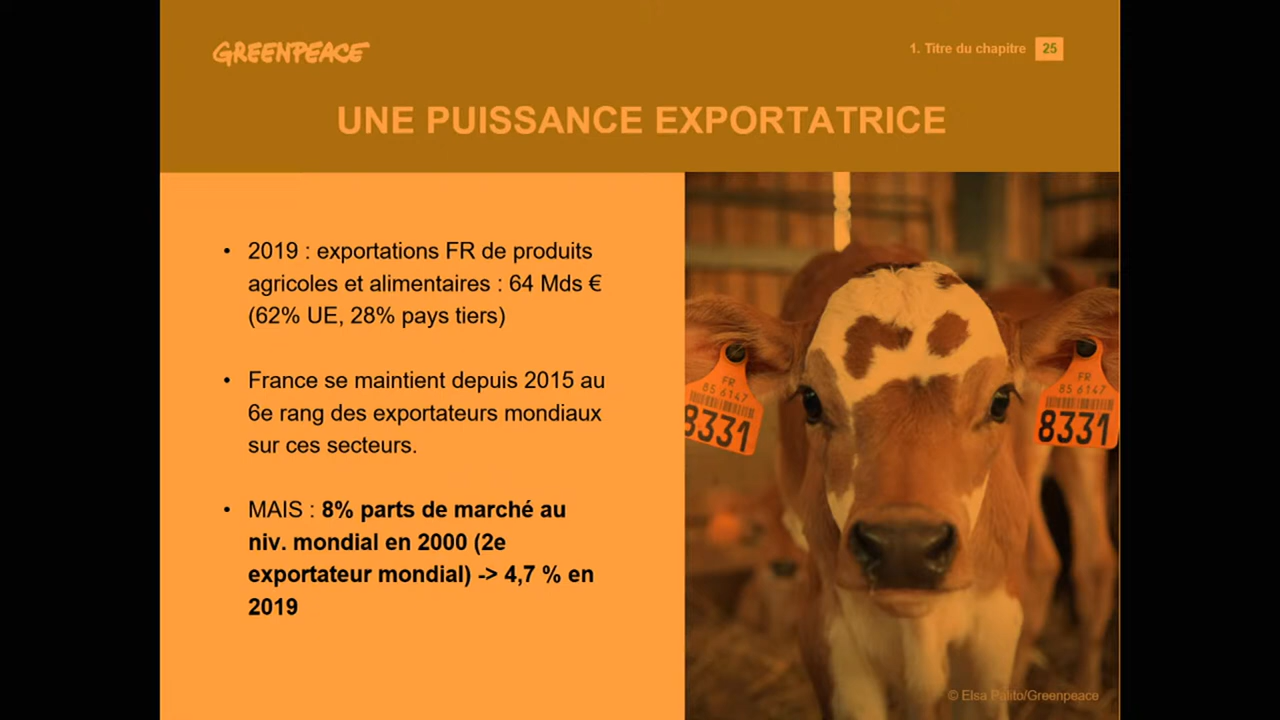 GREENPEACE
1. Titre du chapitre 25
UNE PUISSANCE EXPORTATRICE
• 2019 : exportations FR de produits
agricoles et alimentaires : 64 Mds €
(62% UE, 28% pays tiers)
• France se maintient depuis 2015 au
6e rang des exportateurs mondiaux
sur ces secteurs.
• MAIS : 8% parts de marché au
niv. mondial en 2000 (2e
exportateur mondial) -> 4,7 % en
2019
FR
85 6147
8331
FR
85 6147
8331
© Elsa Palito/Greenpeace